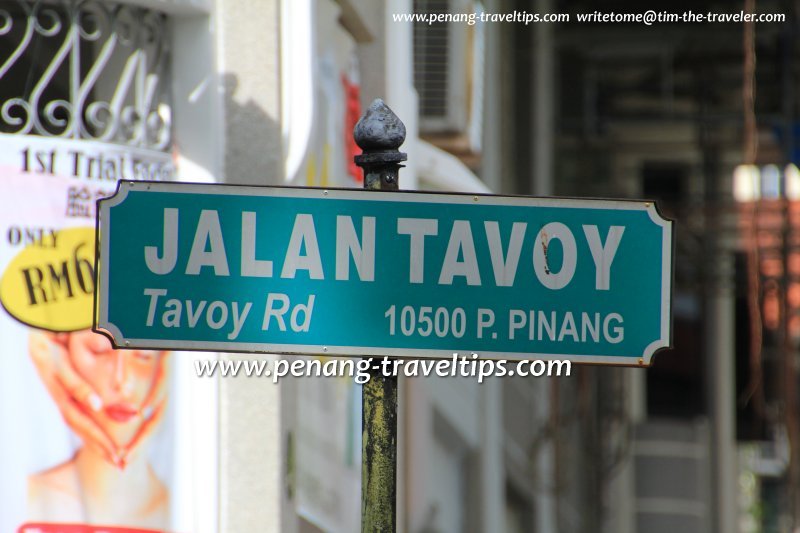 www.penang-traveltips.com writetome@tim-the-traveler.com
1st Trial
ONLY
RM6
JALAN TAVOY
Tavoy Rd 10500 P. PINANG
www.penang-traveltips.com